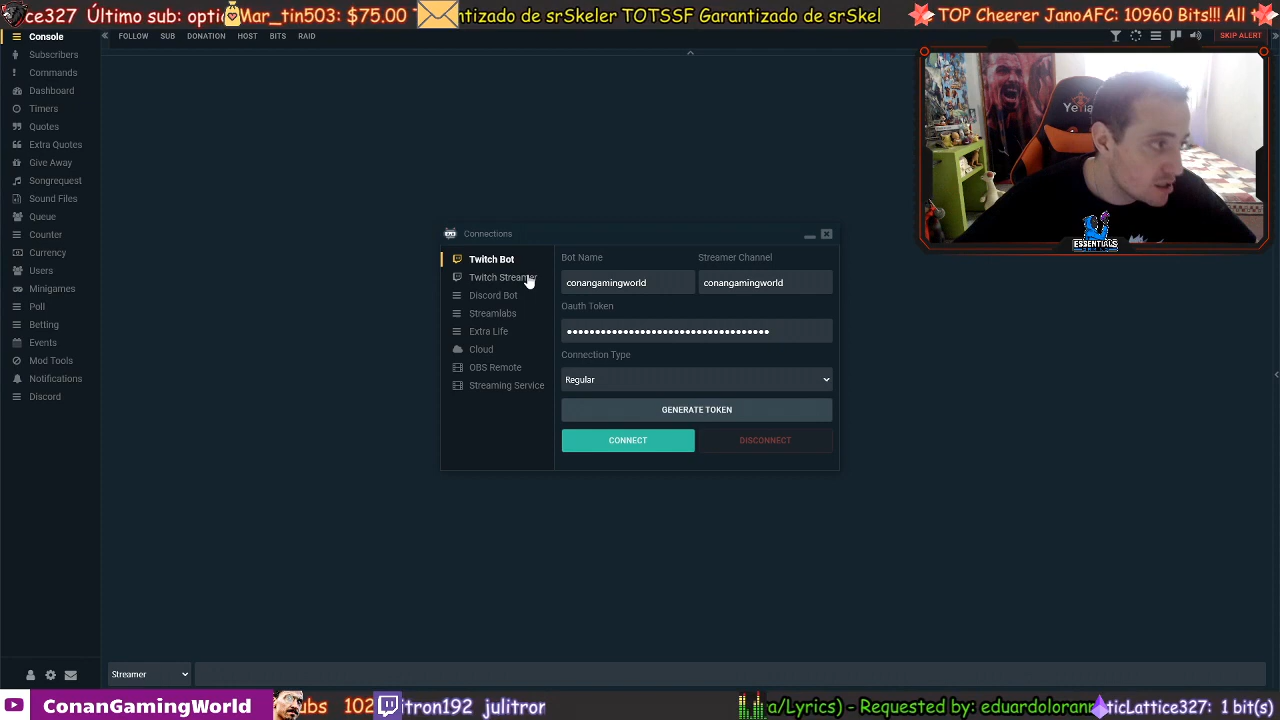 ce327 Último sub: optic Mar_tin503: $75.00 T ntizado de srSkeler TOTSSF Garantizado de srSkel TOP Cheerer JanoAFC: 10960 Bits!!! All t
Console FOLLOW SUB DONATION HOST BITS RAID SKIP ALERT
Subscribers
Commands
Dashboard
Timers
Quotes
Extra Quotes
Give Away
Songrequest
Sound Files
Queue
Counter
Currency
Users
Minigames
Poll
Betting
Events
Mod Tools
Notifications
Discord
Connections
Twitch Bot
Twitch Streamer
Discord Bot
Streamlabs
Extra Life
Cloud
OBS Remote
Streaming Service
Bot Name Streamer Channel
conangamingworld conangamingworld
Oauth Token
••••••••••••••••••••••••••••••••••••
Connection Type
Regular
GENERATE TOKEN
CONNECT DISCONNECT
Yeyian
ESSENTIALS
Streamer
ConanGamingWorld ubs 102 itron192 julitron a/Lyrics) - Requested by: eduardoloran ticLattice327: 1 bit(s)